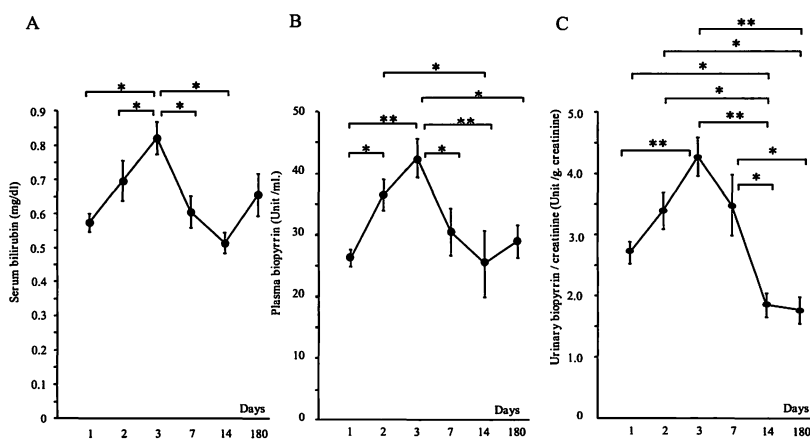 A
Serum bilirubin (mg/dl)
0.9
0.8
0.7
0.6
0.5
0.4
0.3
0.2
0.1
0
* *
* *
Days
1 2 3 7 14 180
B
Plasma biopyrrin (Unit /ml.)
50
40
30
20
10
0
*
*
** **
* *
Days
1 2 3 7 14 180
C
Urinary biopyrrin / creatinine (Unit /g. creatinine)
5.0
4.0
3.0
2.0
1.0
0
**
*
*
*
**
** *
*
Days
1 2 3 7 14 180